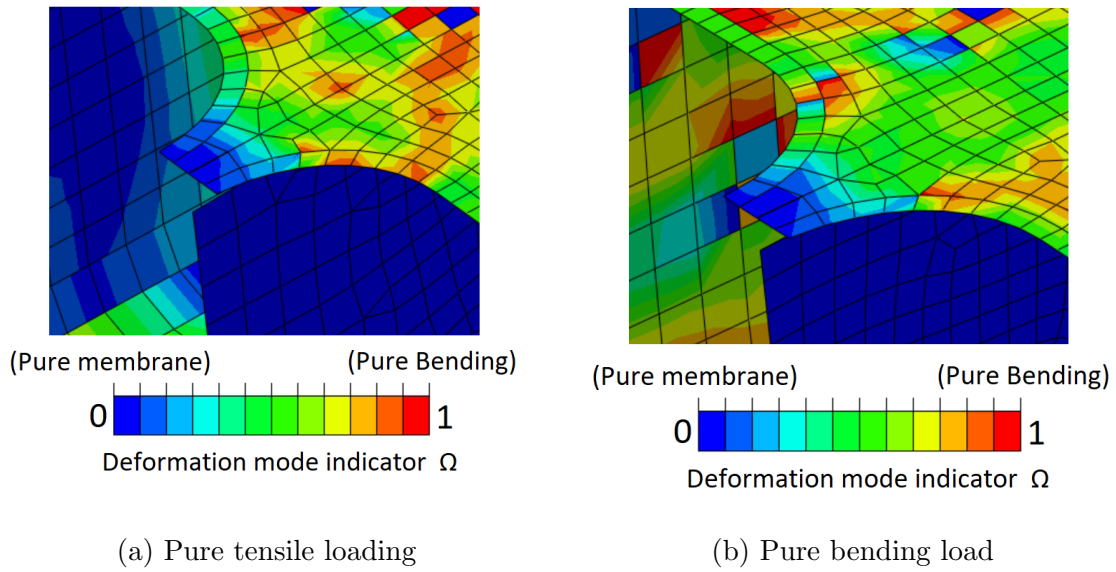 (Pure membrane) (Pure Bending)
0 1
Deformation mode indicator Ω
(a) Pure tensile loading
(Pure membrane) (Pure Bending)
0 1
Deformation mode indicator Ω
(b) Pure bending load